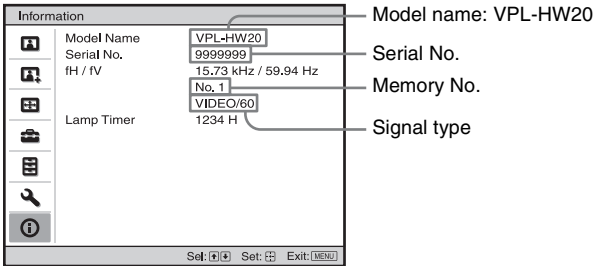 Information
Model Name VPL-HW20
Serial No. 9999999
fH / fV 15.73 kHz / 59.94 Hz
No. 1
VIDEO/60
Lamp Timer 1234 H
Sel: Set: Exit: MENU
Model name: VPL-HW20
Serial No.
Memory No.
Signal type